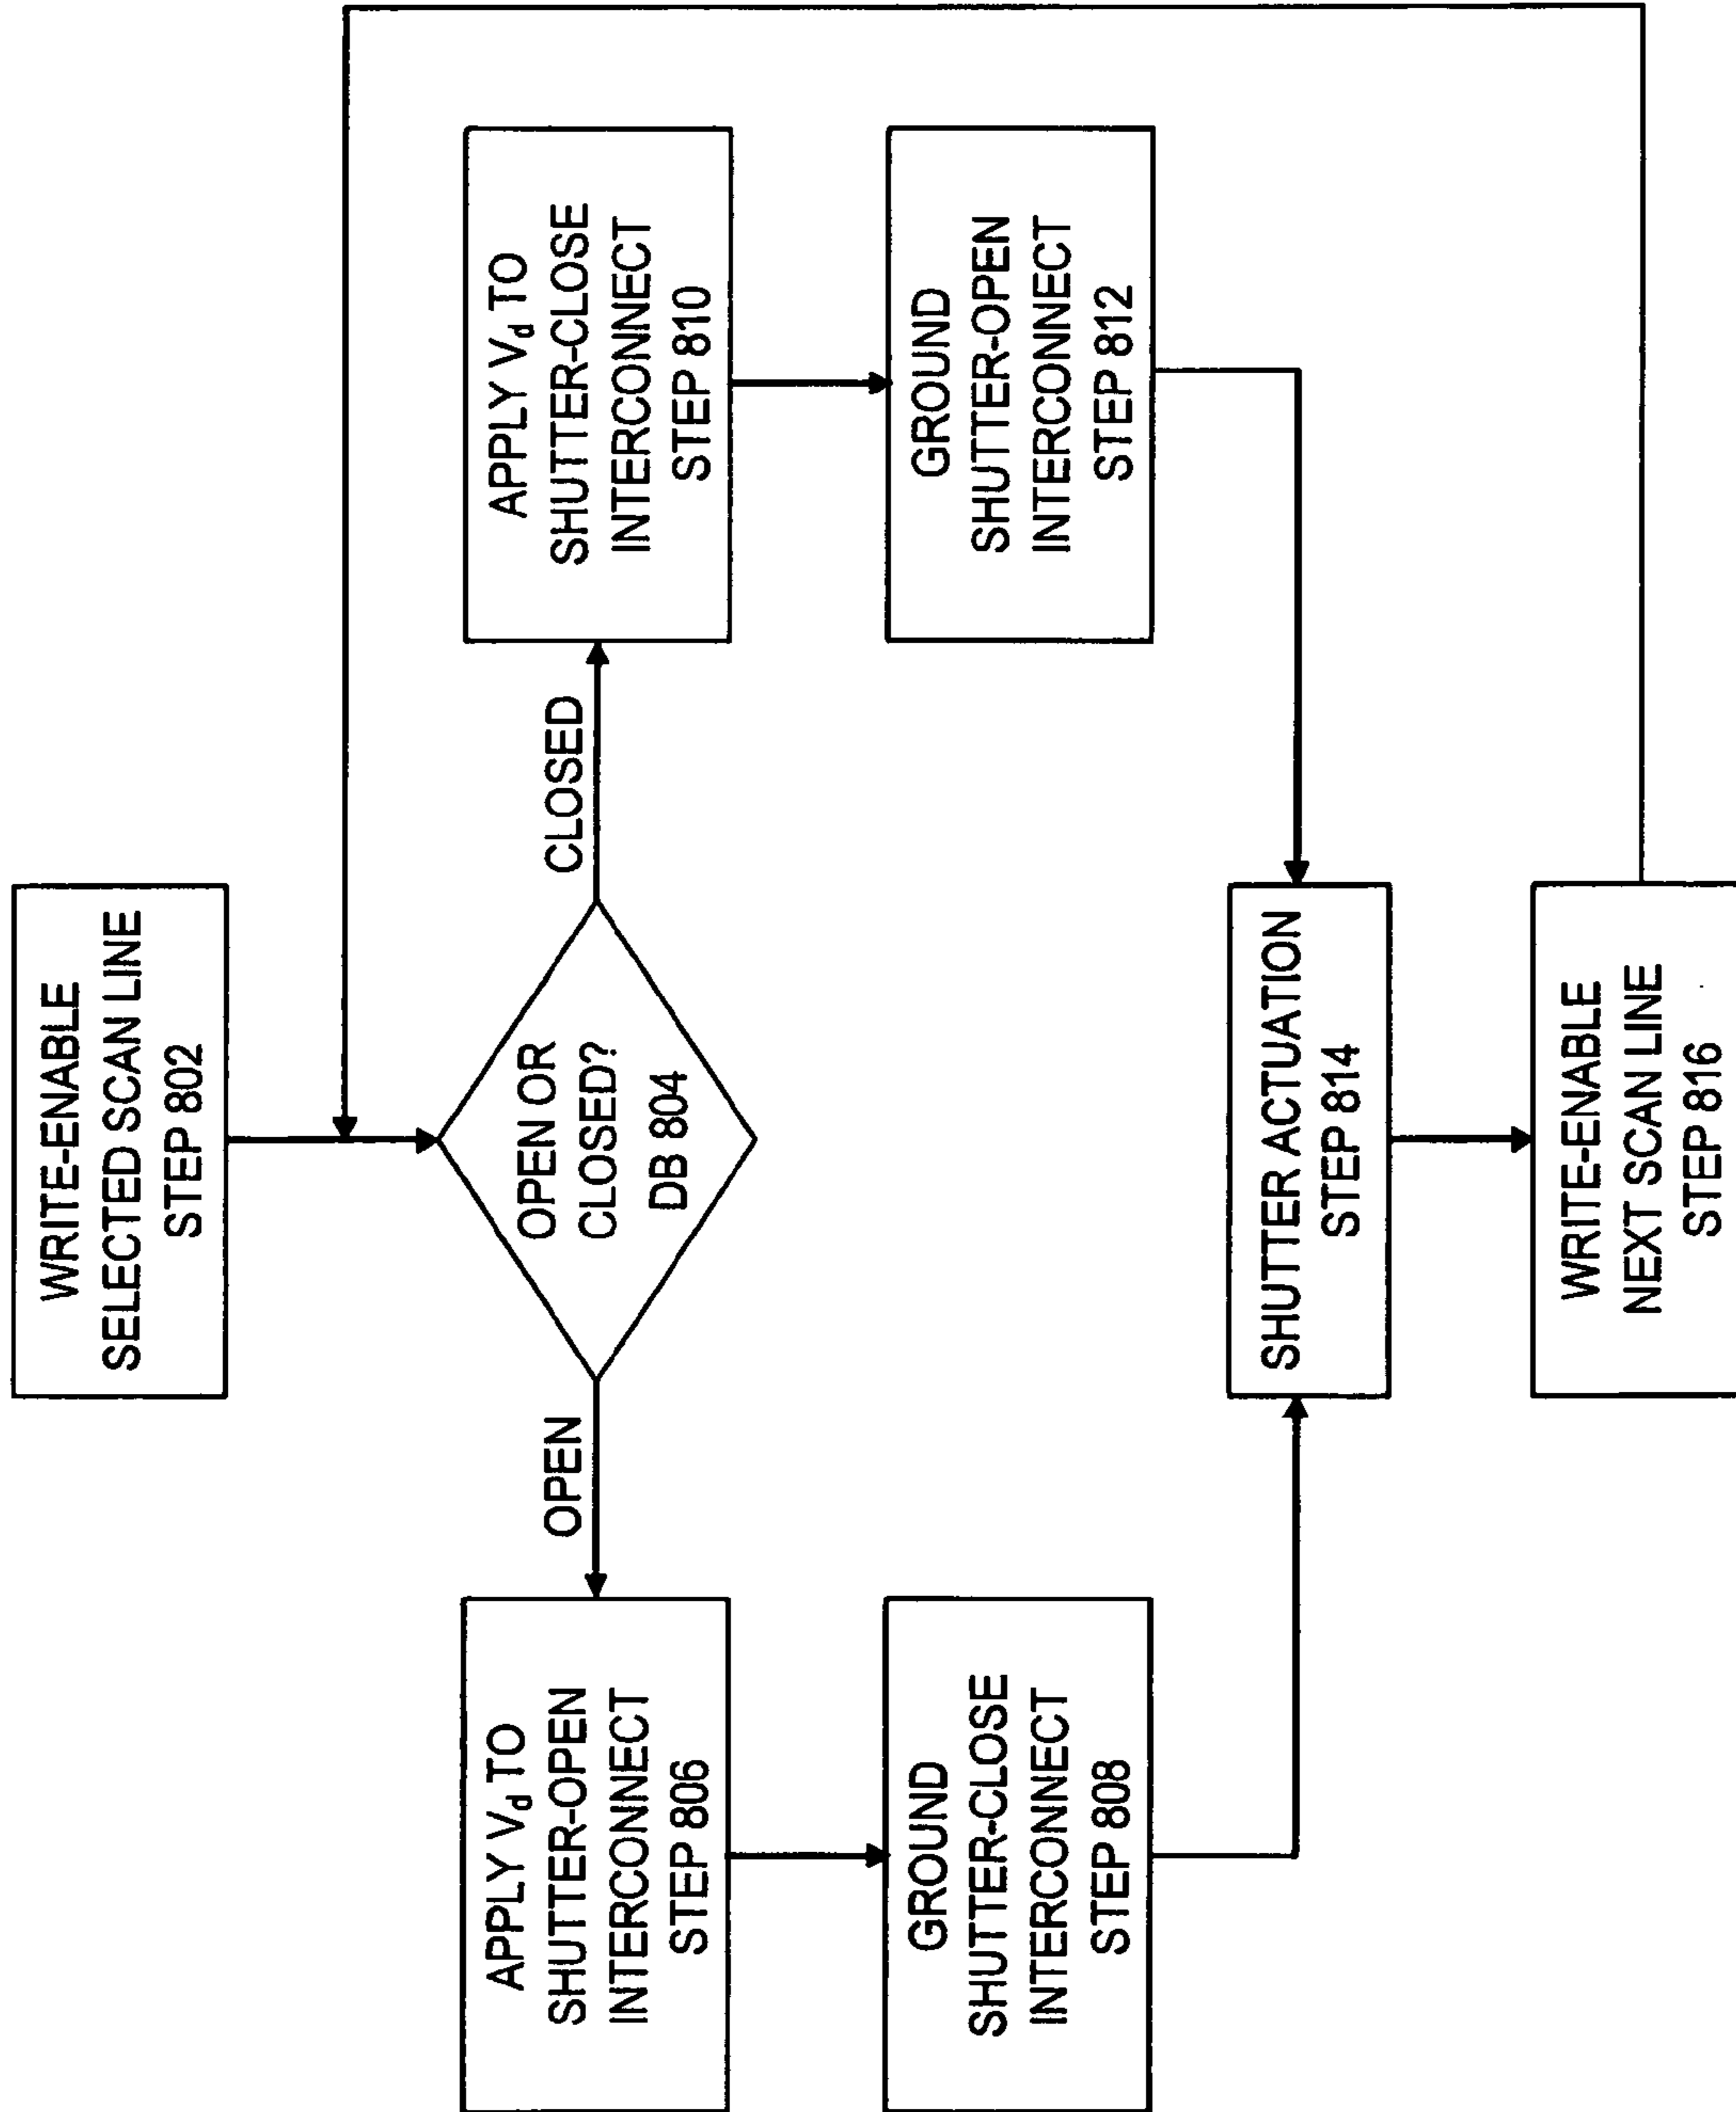 WRITE-ENABLE
SELECTED SCAN LINE
STEP 802
OPEN OR
CLOSED?
DB 804
OPEN
CLOSED
APPLY Vd TO
SHUTTER-OPEN
INTERCONNECT
STEP 806
APPLY Vd TO
SHUTTER-CLOSE
INTERCONNECT
STEP 810
GROUND
SHUTTER-CLOSE
INTERCONNECT
STEP 808
GROUND
SHUTTER-OPEN
INTERCONNECT
STEP 812
SHUTTER ACTUATION
STEP 814
WRITE-ENABLE
NEXT SCAN LINE
STEP 816